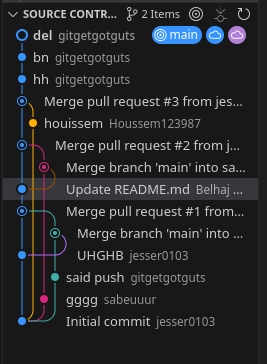 SOURCE CONTR... 2 Items
del gitgetgotguts main
bn gitgetgotguts
hh gitgetgotguts
Merge pull request #3 from jes...
houissem Houssem123987
Merge pull request #2 from j...
Merge branch 'main' into sa...
Update README.md Belhaj ...
Merge pull request #1 from...
Merge branch 'main' into ...
UHGHB jesser0103
said push gitgetgotguts
gggg sabeuuur
Initial commit jesser0103